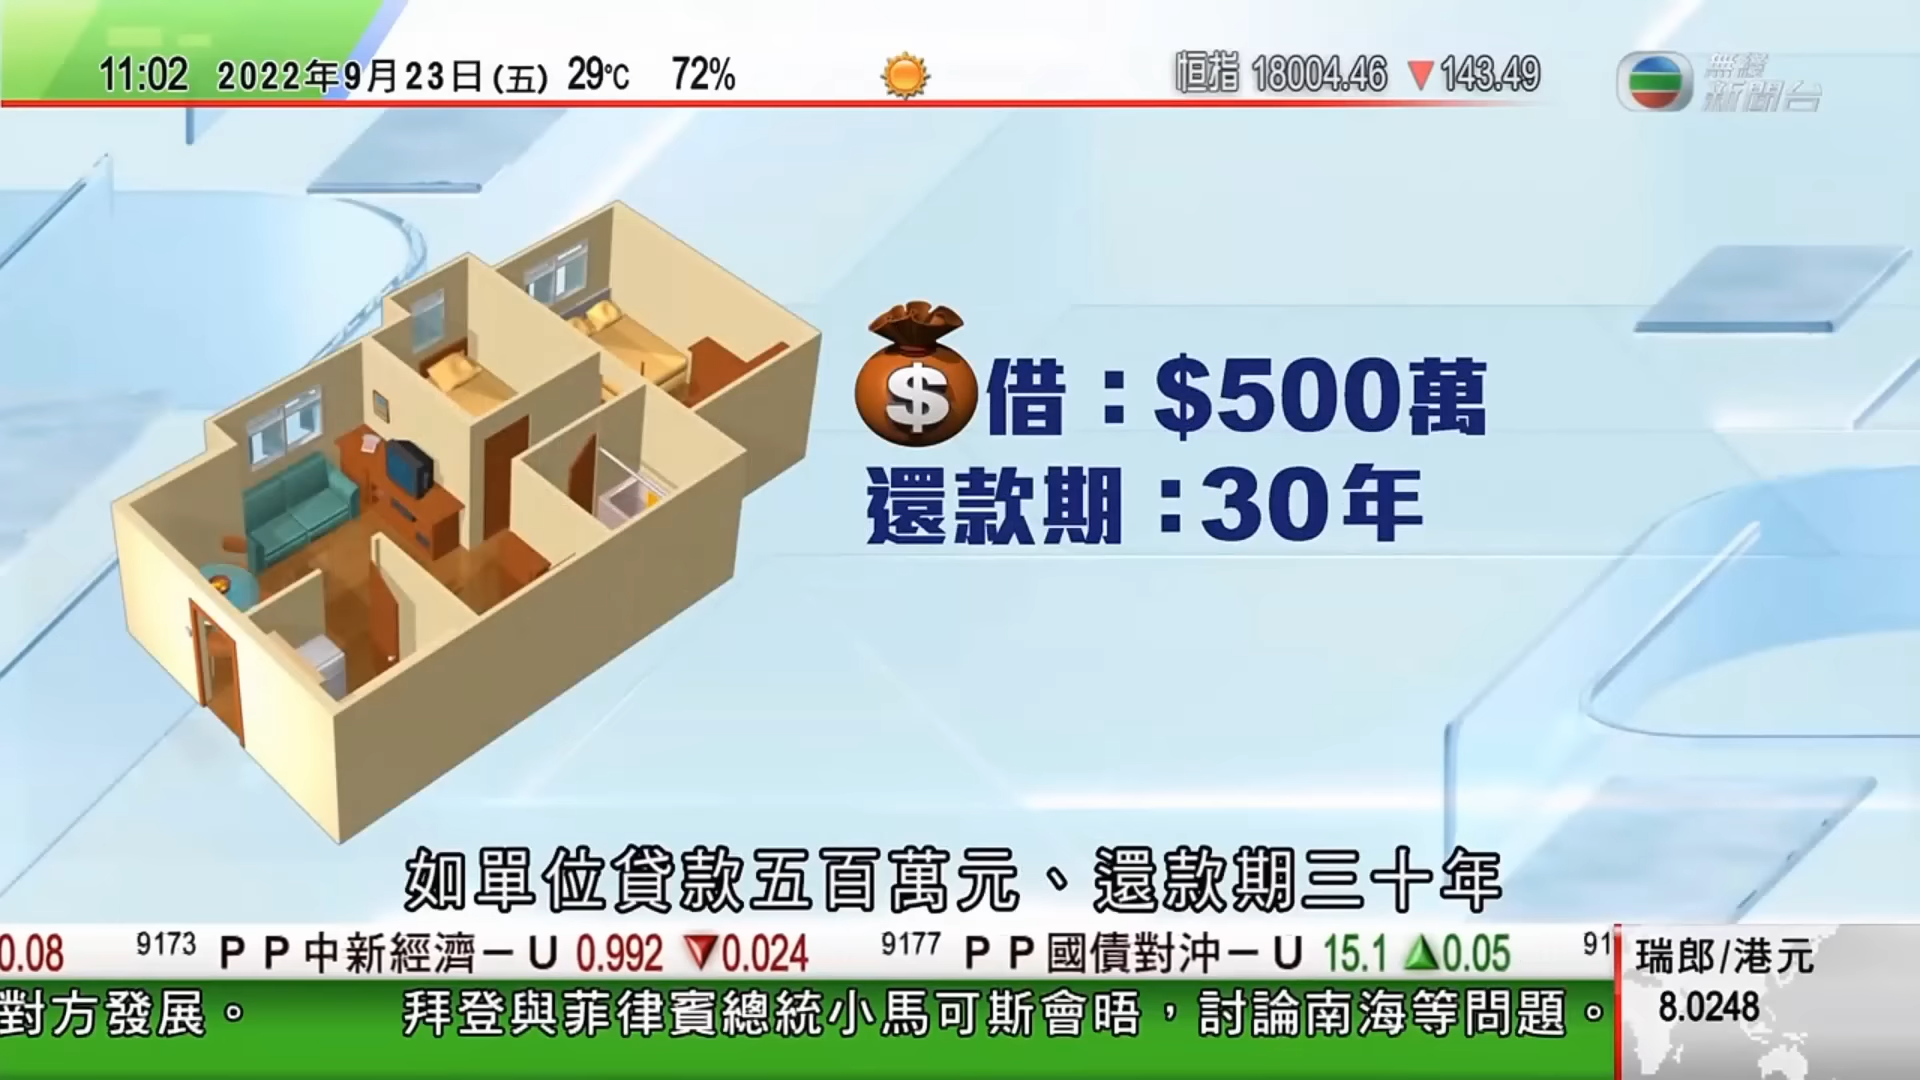 11:02 2022年9月23日(五) 29℃ 72% 恒指 18004.46 ▼143.49
無綫
新聞台
$借：$500萬
還款期：30年
如單位貸款五百萬元、還款期三十年
0.08 9173 PP中新經濟－U 0.992 ▼0.024 9177 PP國債對沖－U 15.1 ▲0.05 91
瑞郎/港元
8.0248
對方發展。 拜登與菲律賓總統小馬可斯會晤，討論南海等問題。